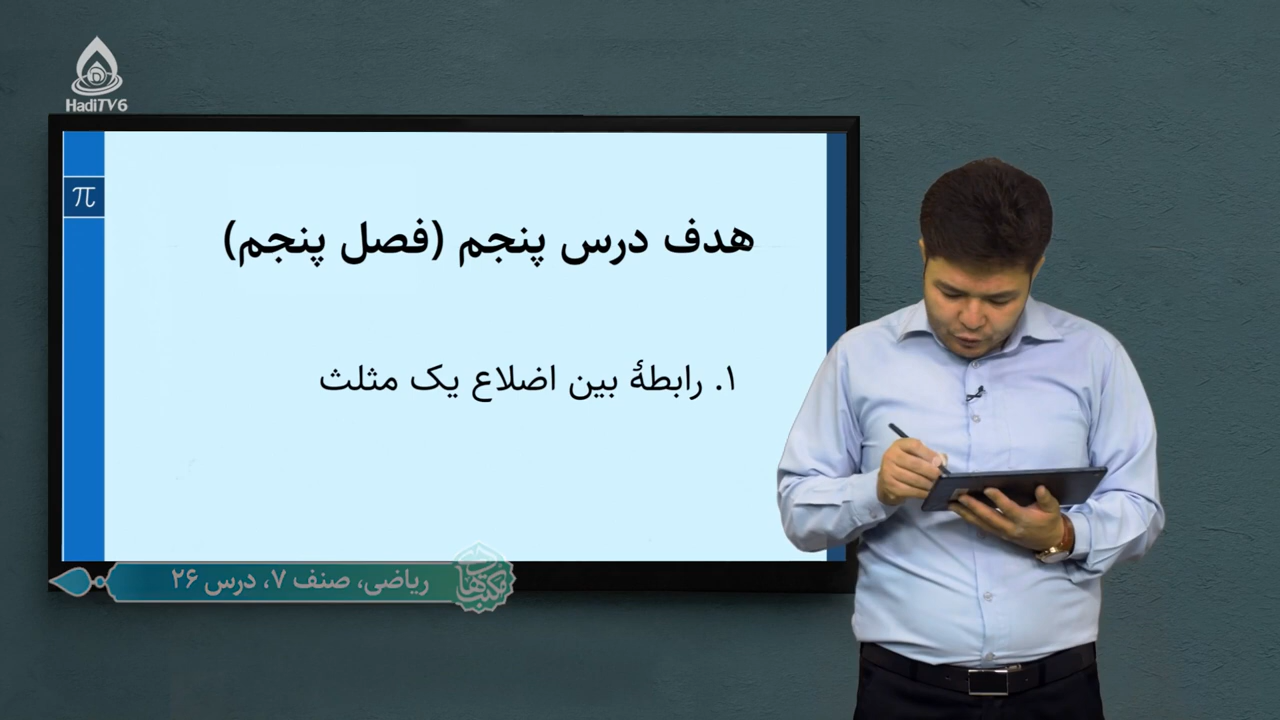 HadiTV6
π
هدف درس پنجم (فصل پنجم)
۱. رابطهٔ بین اضلاع یک مثلث
ریاضی، صنف ۷، درس ۲۶